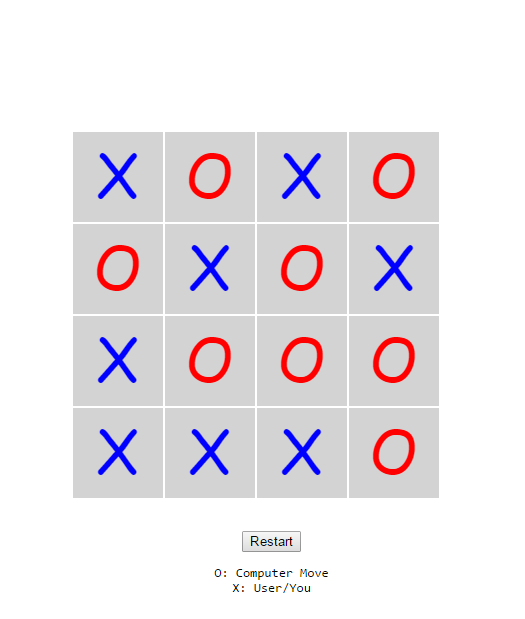 X O X O
O X O X
X O O O
X X X O
Restart
O: Computer Move
X: User/You